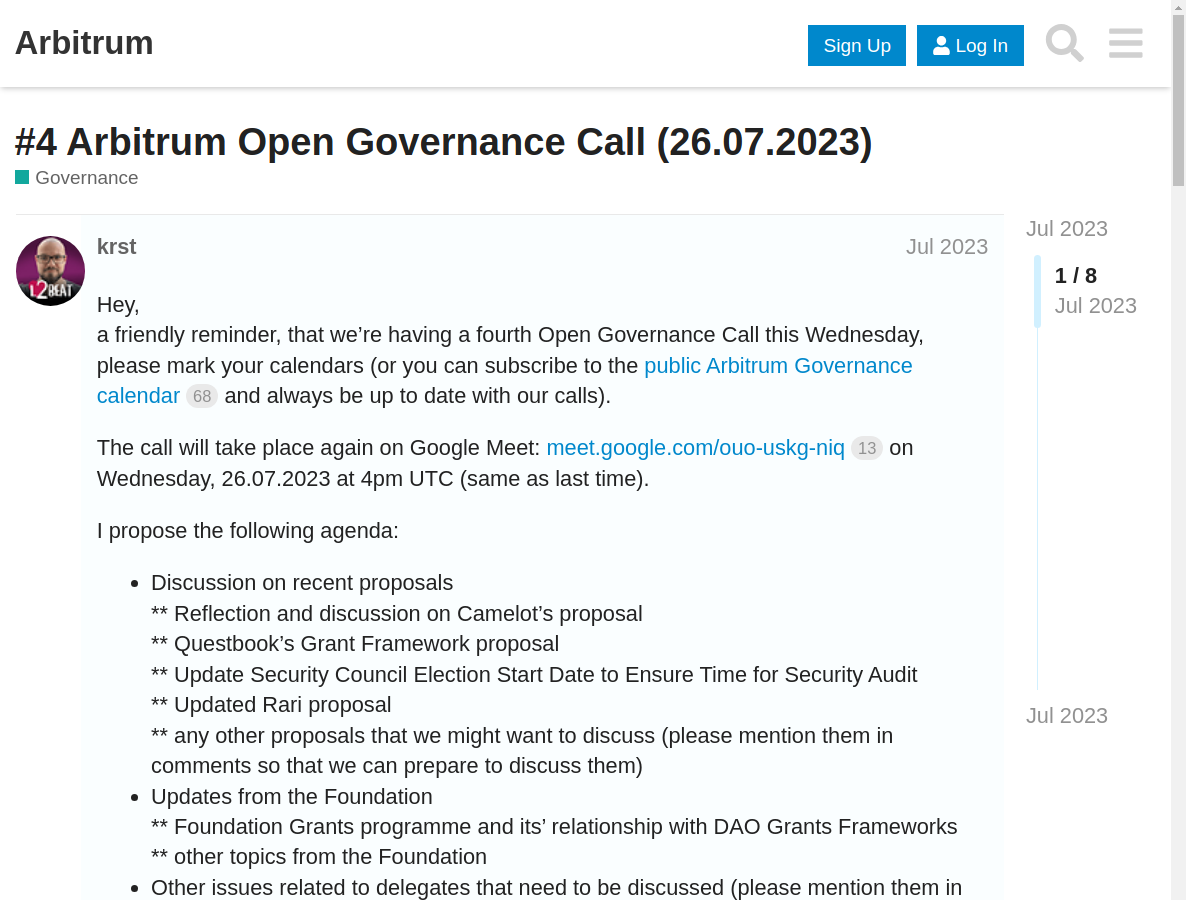 Arbitrum
Sign Up
Log In
#4 Arbitrum Open Governance Call (26.07.2023)
Governance
krst
Jul 2023
L2BEAT
Hey,
a friendly reminder, that we’re having a fourth Open Governance Call this Wednesday,
please mark your calendars (or you can subscribe to the public Arbitrum Governance
calendar 68 and always be up to date with our calls).
The call will take place again on Google Meet: meet.google.com/ouo-uskg-niq 13 on
Wednesday, 26.07.2023 at 4pm UTC (same as last time).
I propose the following agenda:
• Discussion on recent proposals
** Reflection and discussion on Camelot’s proposal
** Questbook’s Grant Framework proposal
** Update Security Council Election Start Date to Ensure Time for Security Audit
** Updated Rari proposal
** any other proposals that we might want to discuss (please mention them in
comments so that we can prepare to discuss them)
• Updates from the Foundation
** Foundation Grants programme and its’ relationship with DAO Grants Frameworks
** other topics from the Foundation
• Other issues related to delegates that need to be discussed (please mention them in
Jul 2023
1 / 8
Jul 2023
Jul 2023